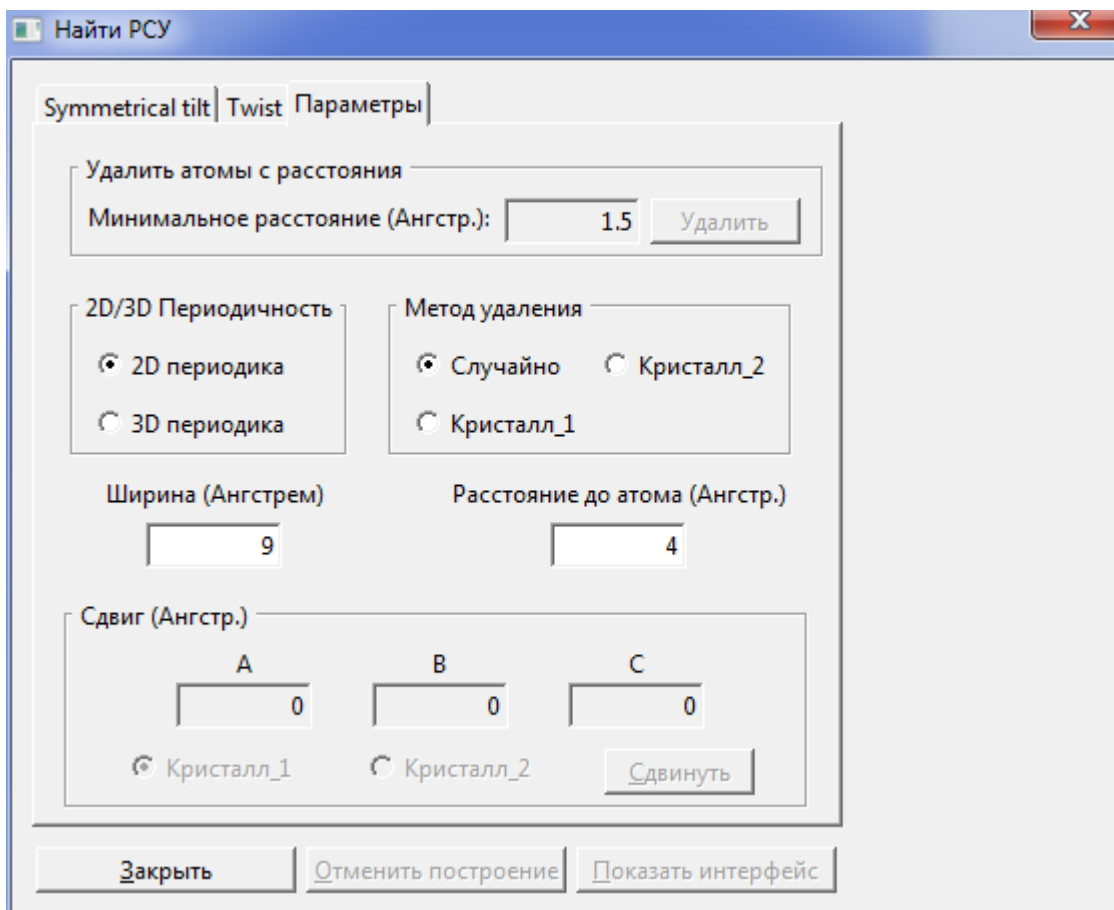 Найти РСУ
Symmetrical tilt Twist Параметры
Удалить атомы с расстояния
Минимальное расстояние (Ангстр.): 1.5 Удалить
2D/3D Периодичность Метод удаления
2D периодика Случайно Кристалл_2
3D периодика Кристалл_1
Ширина (Ангстрем) Расстояние до атома (Ангстр.)
9 4
Сдвиг (Ангстр.)
A B C
0 0 0
Кристалл_1 Кристалл_2 Сдвинуть
Закрыть Отменить построение Показать интерфейс